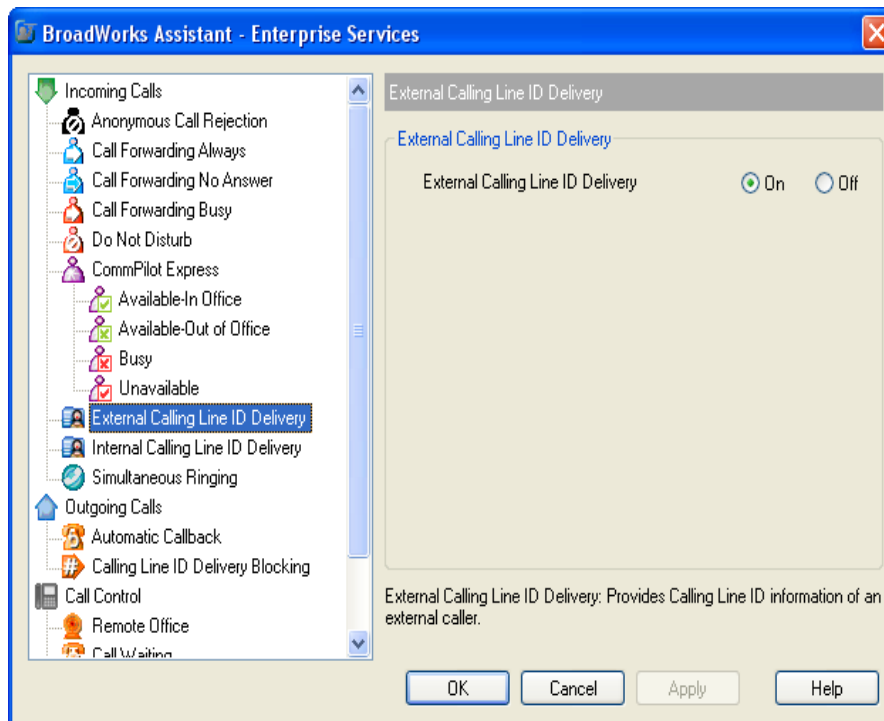 BroadWorks Assistant - Enterprise Services
Incoming Calls
Anonymous Call Rejection
Call Forwarding Always
Call Forwarding No Answer
Call Forwarding Busy
Do Not Disturb
CommPilot Express
Available-In Office
Available-Out of Office
Busy
Unavailable
External Calling Line ID Delivery
Internal Calling Line ID Delivery
Simultaneous Ringing
Outgoing Calls
Automatic Callback
Calling Line ID Delivery Blocking
Call Control
Remote Office
Call Waiting
External Calling Line ID Delivery
External Calling Line ID Delivery
External Calling Line ID Delivery On Off
External Calling Line ID Delivery: Provides Calling Line ID information of an
external caller.
OK Cancel Apply Help